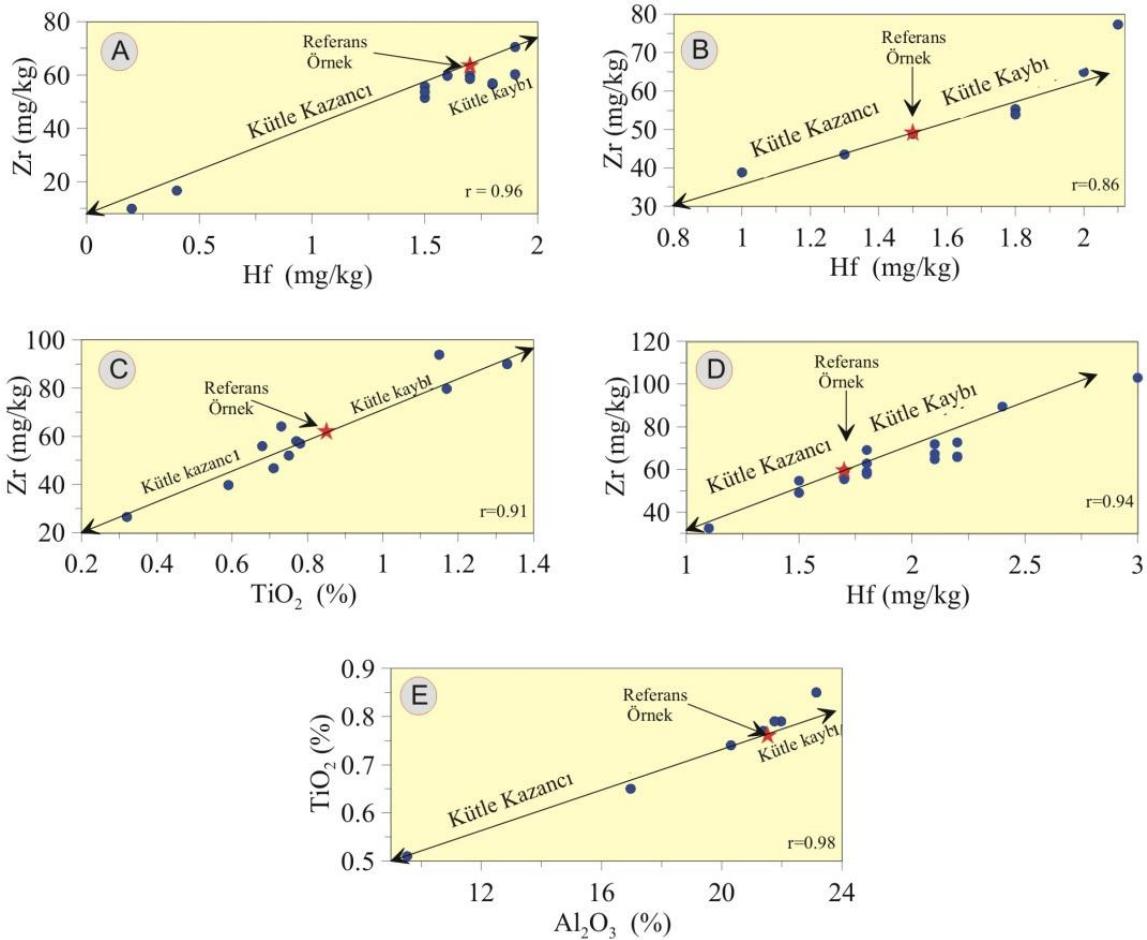 A
80
60
40
20
Zr (mg/kg)
Referans
Örnek
Kütle Kazancı
Kütle kaybı
r = 0.96
0
0.5
1
1.5
2
Hf (mg/kg)
B
80
70
60
50
40
30
Zr (mg/kg)
Referans
Örnek
Kütle Kazancı
Kütle Kaybı
r=0.86
0.8
1
1.2
1.4
1.6
1.8
2
Hf (mg/kg)
C
100
80
60
40
20
Zr (mg/kg)
Referans
Örnek
Kütle kazancı
Kütle kaybı
r=0.91
0.2
0.4
0.6
0.8
1
1.2
1.4
TiO₂ (%)
D
120
100
80
60
40
Zr (mg/kg)
Referans
Örnek
Kütle Kazancı
Kütle Kaybı
r=0.94
1
1.5
2
2.5
3
Hf (mg/kg)
E
0.9
0.8
0.7
0.6
0.5
TiO₂ (%)
Referans
Örnek
Kütle Kazancı
Kütle kaybı
r=0.98
12
16
20
24
Al₂O₃ (%)